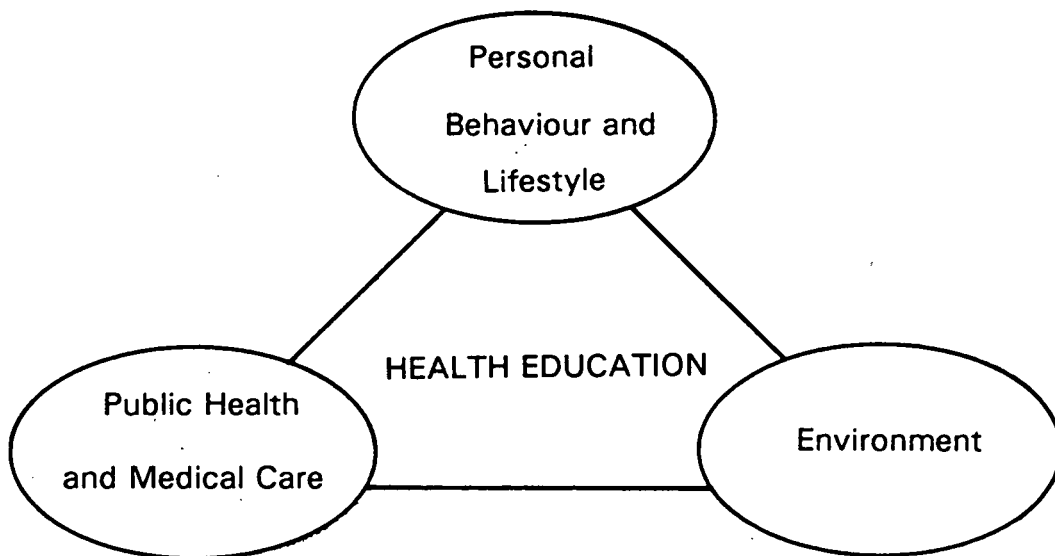 Personal
Behaviour and
Lifestyle
HEALTH EDUCATION
Public Health
and Medical Care
Environment